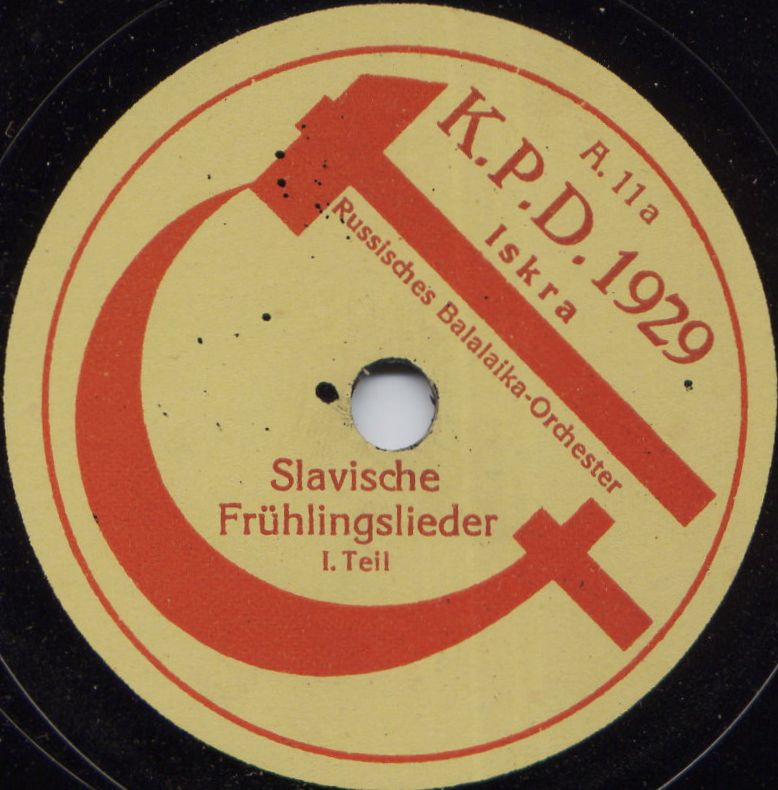 A. 11a
K.P.D. 1929
Iskra
Russisches Balalaika-Orchester
Slavische
Frühlingslieder
I. Teil